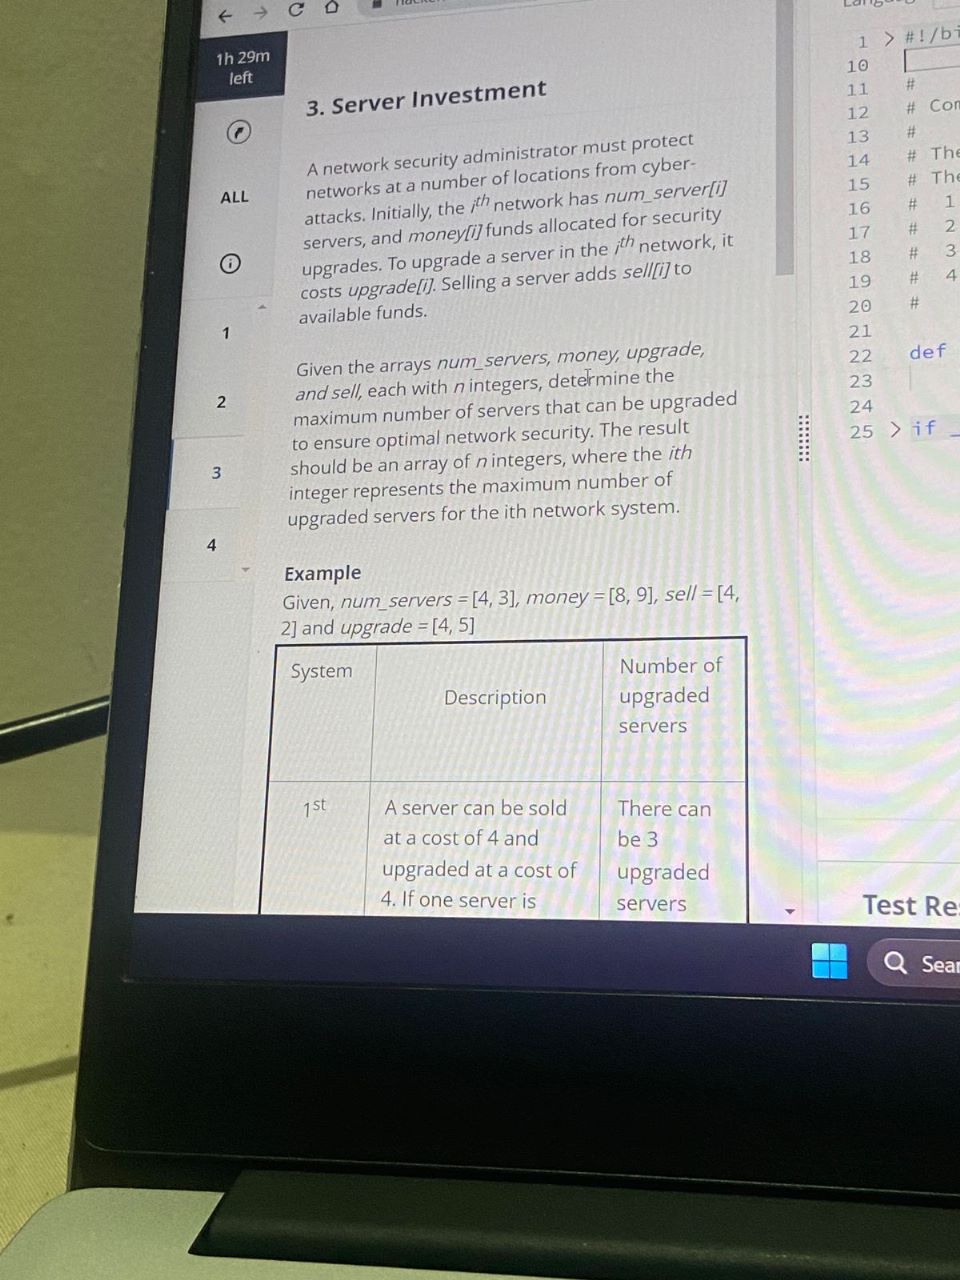 1h 29m
left
ALL
1
2
3
4
3. Server Investment
A network security administrator must protect
networks at a number of locations from cyber-
attacks. Initially, the ith network has num_server[i]
servers, and money[i] funds allocated for security
upgrades. To upgrade a server in the ith network, it
costs upgrade[i]. Selling a server adds sell[i] to
available funds.
Given the arrays num_servers, money, upgrade,
and sell, each with n integers, determine the
maximum number of servers that can be upgraded
to ensure optimal network security. The result
should be an array of n integers, where the ith
integer represents the maximum number of
upgraded servers for the ith network system.
Example
Given, num_servers = [4, 3], money = [8, 9], sell = [4,
2] and upgrade = [4, 5]
System
Description
Number of
upgraded
servers
1st
A server can be sold
at a cost of 4 and
upgraded at a cost of
4. If one server is
There can
be 3
upgraded
servers
1 > #!/bi
10
11 #
12 # Com
13 #
14 # The
15 # The
16 # 1
17 # 2
18 # 3
19 # 4
20 #
21
22 def
23
24
25 > if _
Test Res
Sear